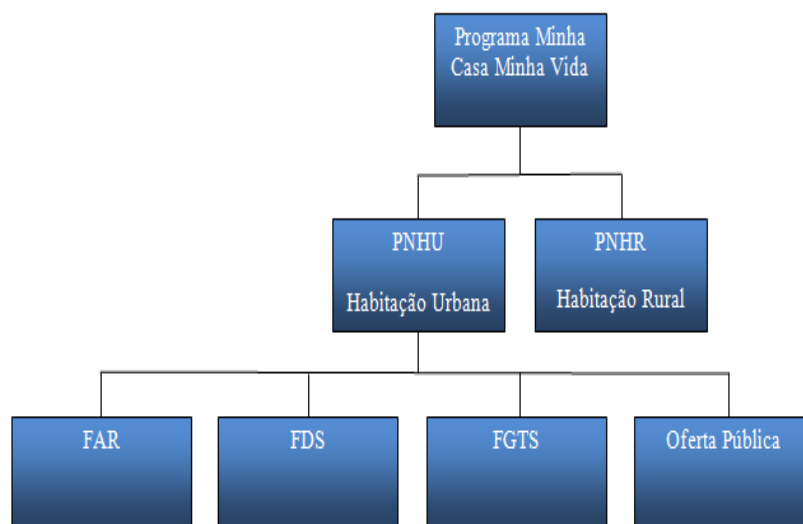 Programa Minha
Casa Minha Vida
PNHU
Habitação Urbana
PNHR
Habitação Rural
FAR
FDS
FGTS
Oferta Pública